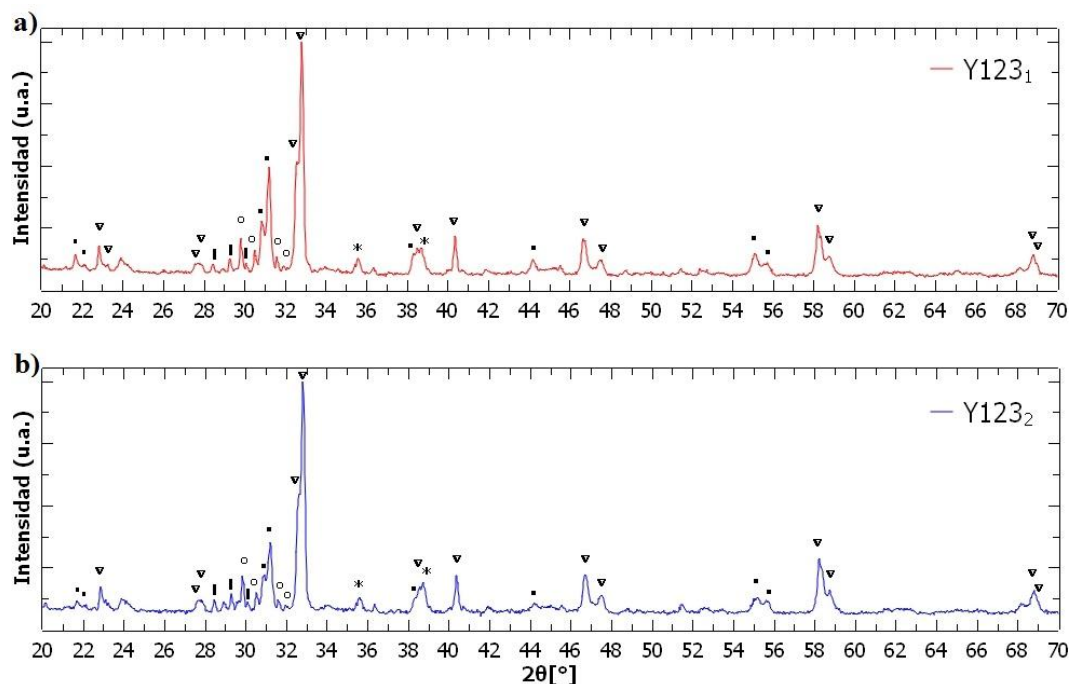 a)
Intensidad (u.a.)
Y123₁
20 22 24 26 28 30 32 34 36 38 40 42 44 46 48 50 52 54 56 58 60 62 64 66 68 70
b)
Intensidad (u.a.)
Y123₂
20 22 24 26 28 30 32 34 36 38 40 42 44 46 48 50 52 54 56 58 60 62 64 66 68 70
2θ[°]